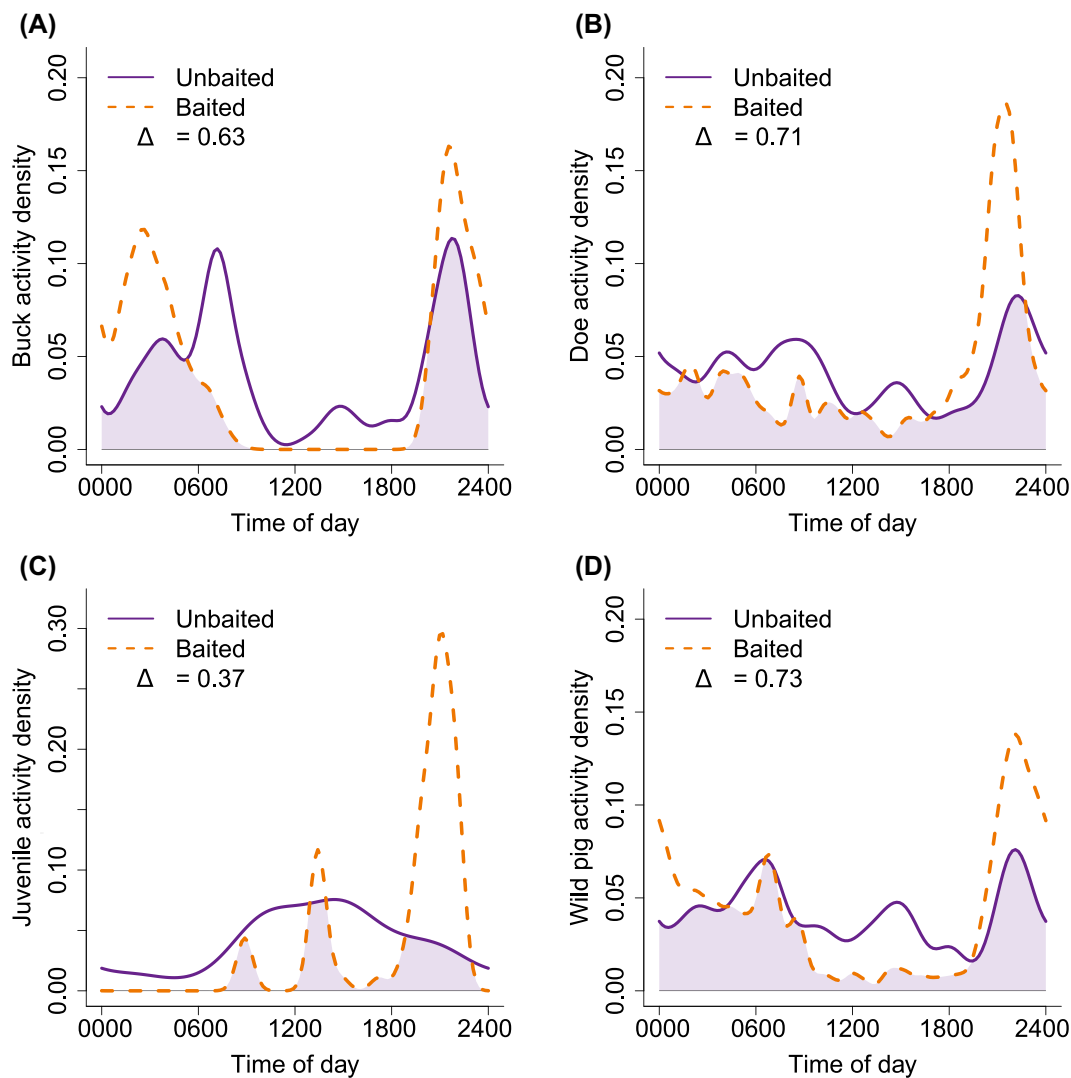 (A)
Buck activity density
0.20
0.15
0.10
0.05
0.00
Unbaited
Baited
Δ = 0.63
0000 0600 1200 1800 2400
Time of day
(B)
Doe activity density
0.20
0.15
0.10
0.05
0.00
Unbaited
Baited
Δ = 0.71
0000 0600 1200 1800 2400
Time of day
(C)
Juvenile activity density
0.30
0.20
0.10
0.00
Unbaited
Baited
Δ = 0.37
0000 0600 1200 1800 2400
Time of day
(D)
Wild pig activity density
0.20
0.15
0.10
0.05
0.00
Unbaited
Baited
Δ = 0.73
0000 0600 1200 1800 2400
Time of day